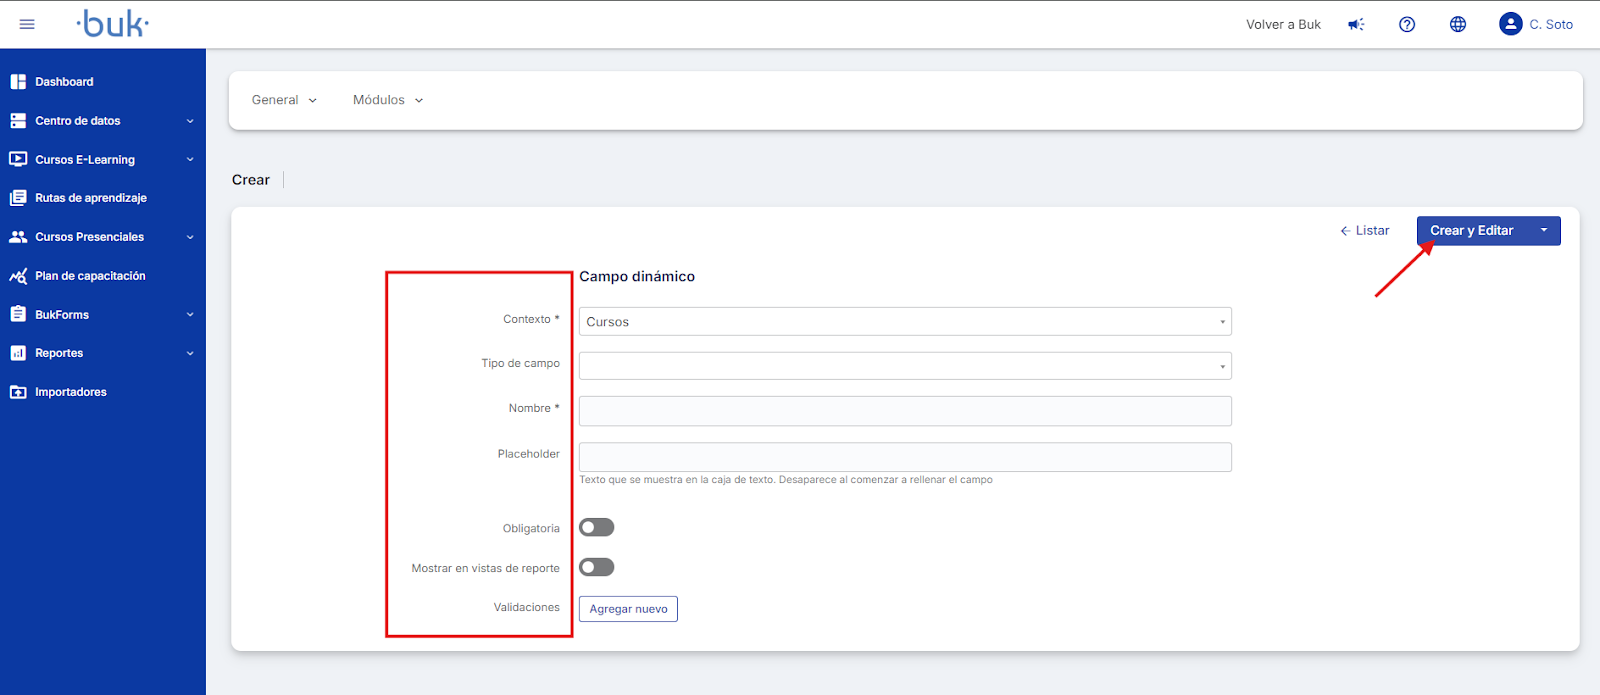 ·buk·
Volver a Buk
C. Soto
Dashboard
Centro de datos
Cursos E-Learning
Rutas de aprendizaje
Cursos Presenciales
Plan de capacitación
BukForms
Reportes
Importadores
General
Módulos
Crear
Listar
Crear y Editar
Campo dinámico
Contexto *
Cursos
Tipo de campo
Nombre *
Placeholder
Texto que se muestra en la caja de texto. Desaparece al comenzar a rellenar el campo
Obligatoria
Mostrar en vistas de reporte
Validaciones
Agregar nuevo